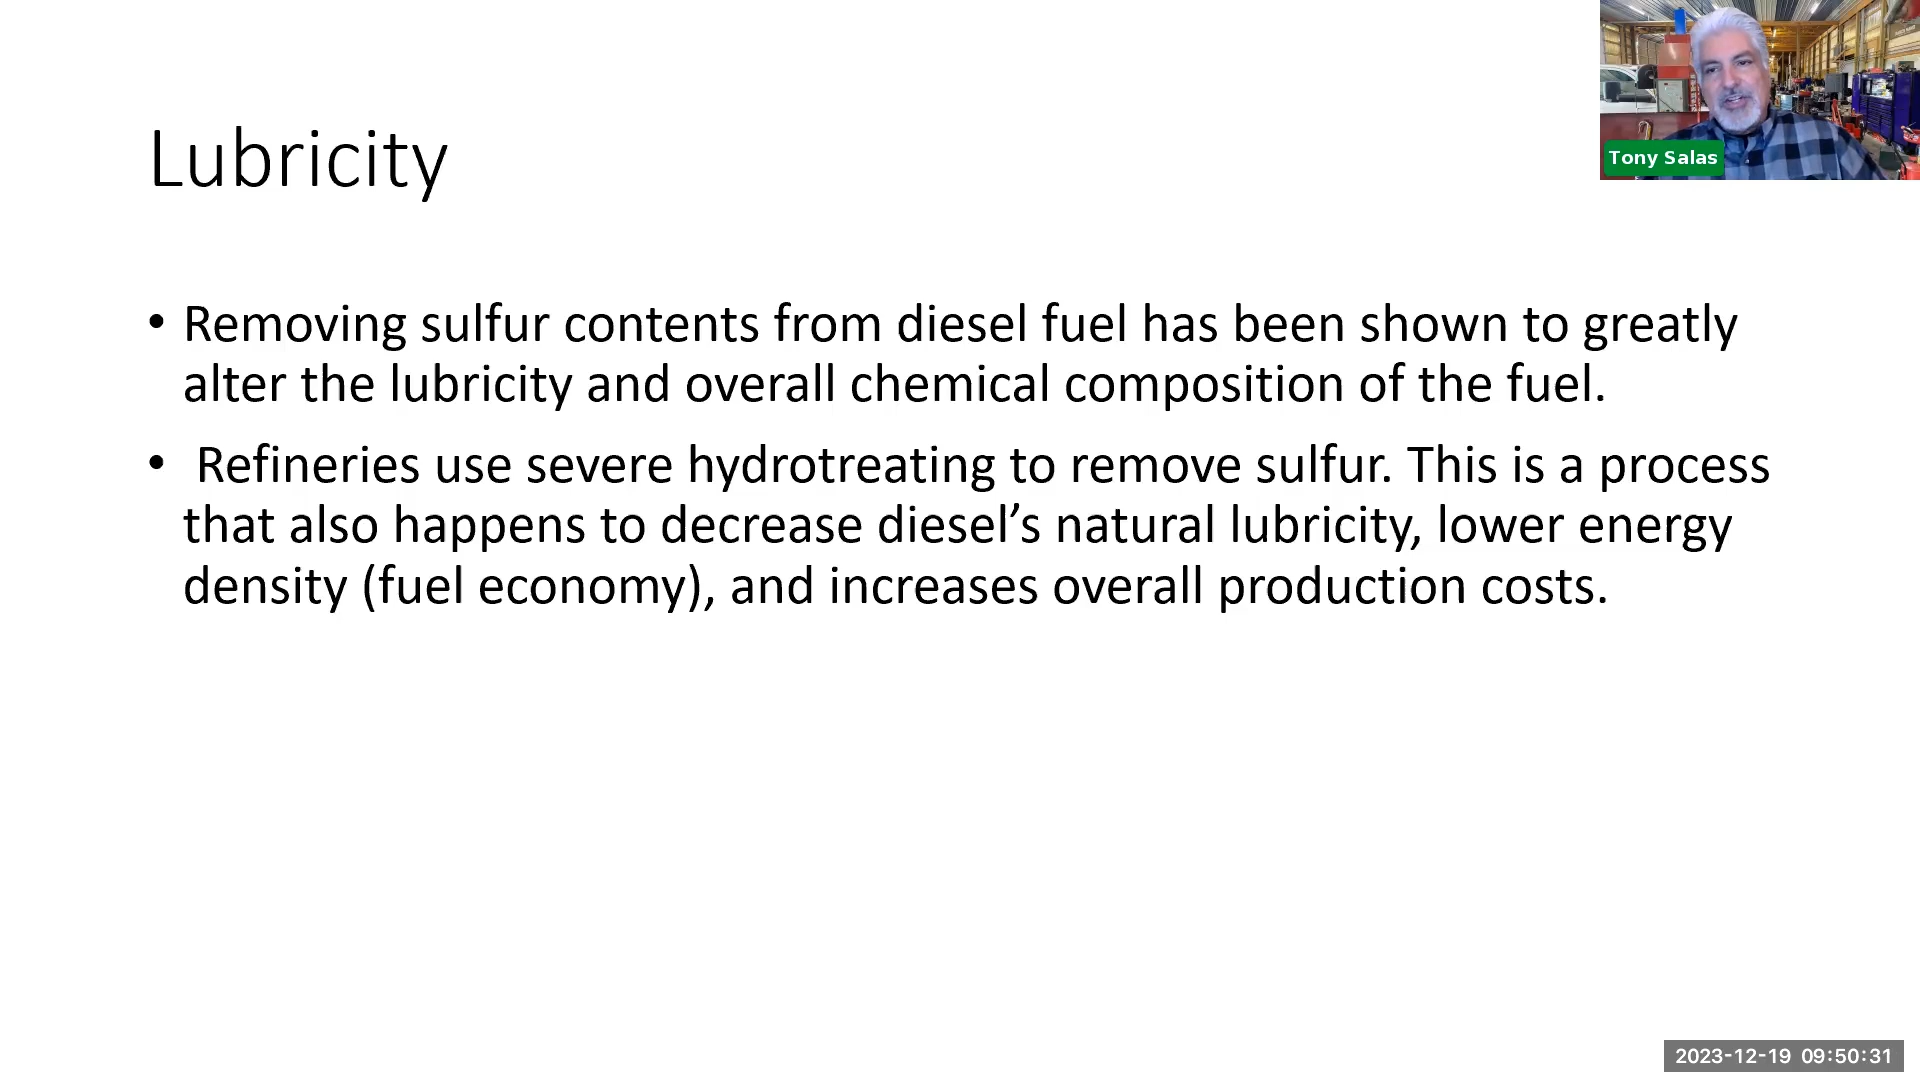 Lubricity
Tony Salas
• Removing sulfur contents from diesel fuel has been shown to greatly
alter the lubricity and overall chemical composition of the fuel.
• Refineries use severe hydrotreating to remove sulfur. This is a process
that also happens to decrease diesel’s natural lubricity, lower energy
density (fuel economy), and increases overall production costs.
2023-12-19 09:50:31